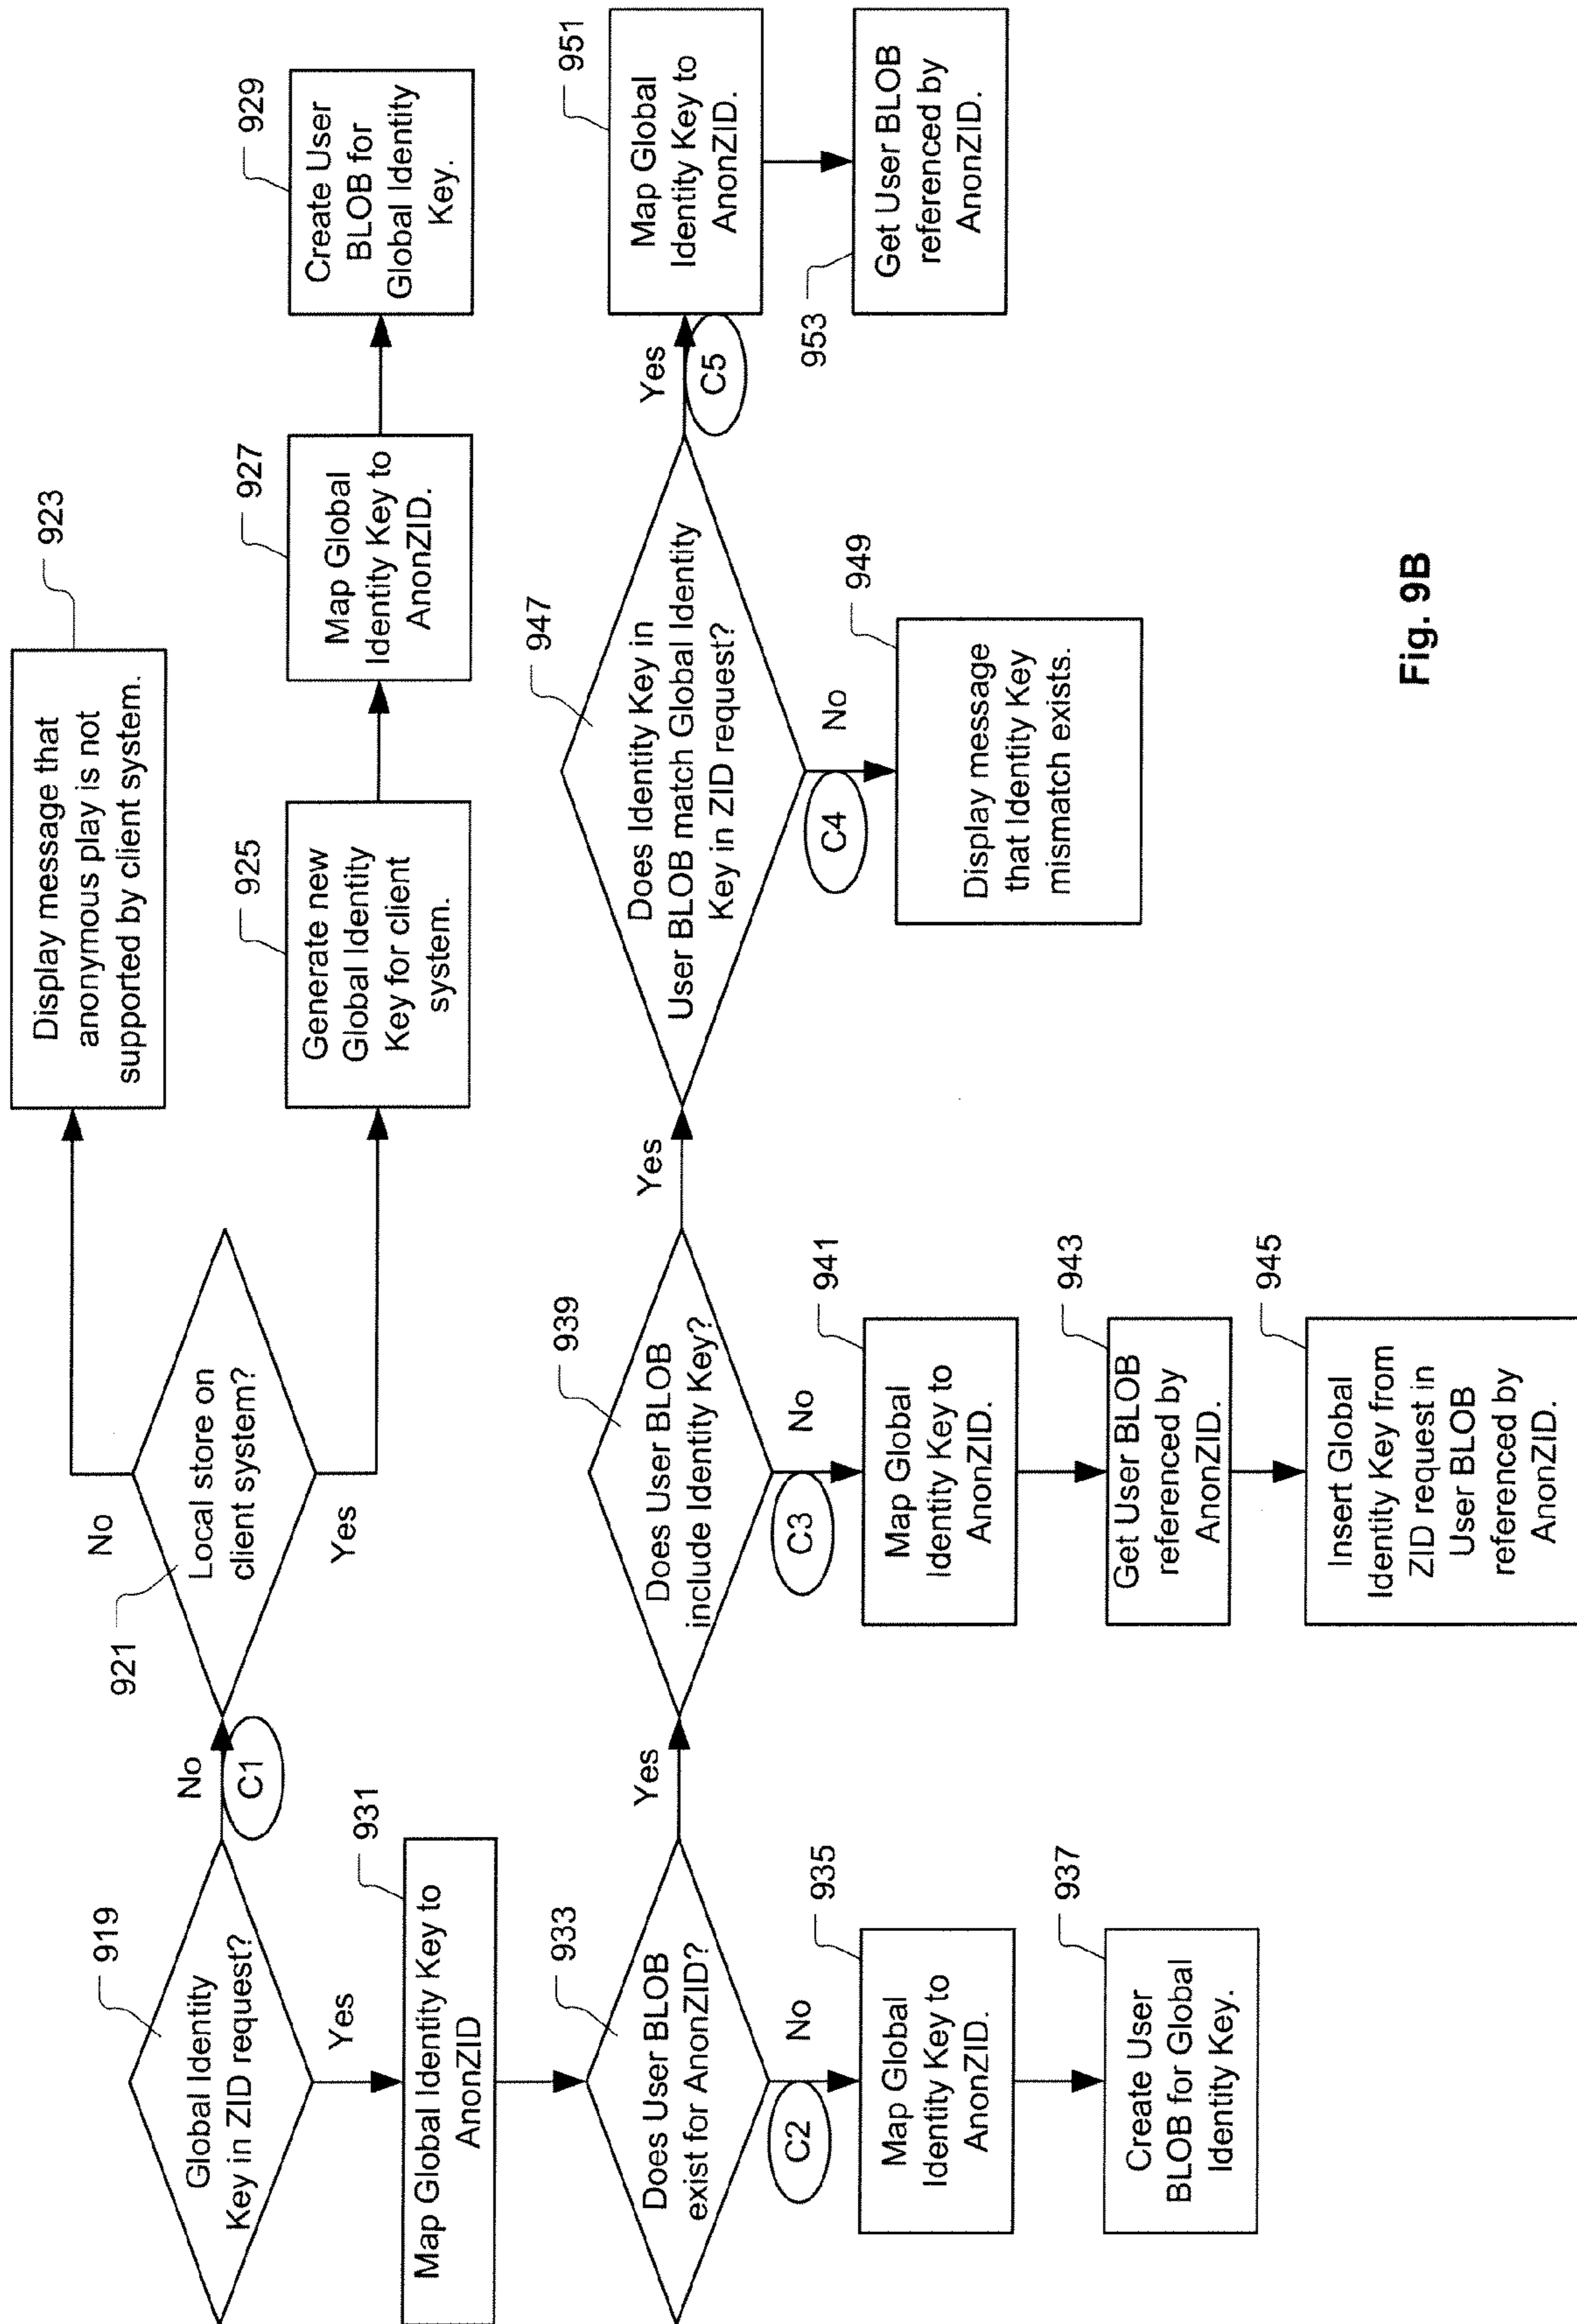 919
Global Identity
Key in ZID request?
No
C1
Yes
921
Local store on
client system?
No
Yes
923
Display message that
anonymous play is not
supported by client system.
925
Generate new
Global Identity
Key for client
system.
927
Map Global
Identity Key to
AnonZID.
929
Create User
BLOB for
Global Identity
Key.
931
Map Global Identity Key to
AnonZID
933
Does User BLOB
exist for AnonZID?
Yes
No
C2
935
Map Global
Identity Key to
AnonZID.
937
Create User
BLOB for Global
Identity Key.
939
Does User BLOB
include Identity Key?
Yes
No
C3
941
Map Global
Identity Key to
AnonZID.
943
Get User BLOB
referenced by
AnonZID.
945
Insert Global
Identity Key from
ZID request in
User BLOB
referenced by
AnonZID.
947
Does Identity Key in
User BLOB match Global Identity
Key in ZID request?
Yes
C5
No
C4
949
Display message
that Identity Key
mismatch exists.
951
Map Global
Identity Key to
AnonZID.
953
Get User BLOB
referenced by
AnonZID.
Fig. 9B